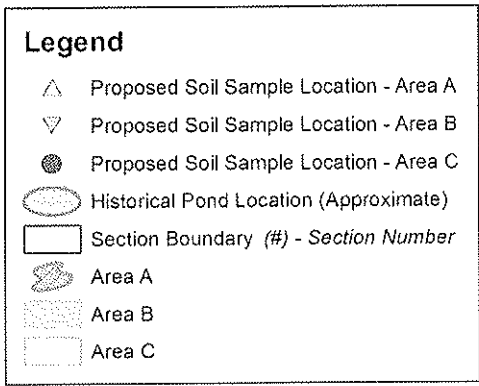 Legend
Proposed Soil Sample Location - Area A
Proposed Soil Sample Location - Area B
Proposed Soil Sample Location - Area C
Historical Pond Location (Approximate)
Section Boundary (#) - Section Number
Area A
Area B
Area C